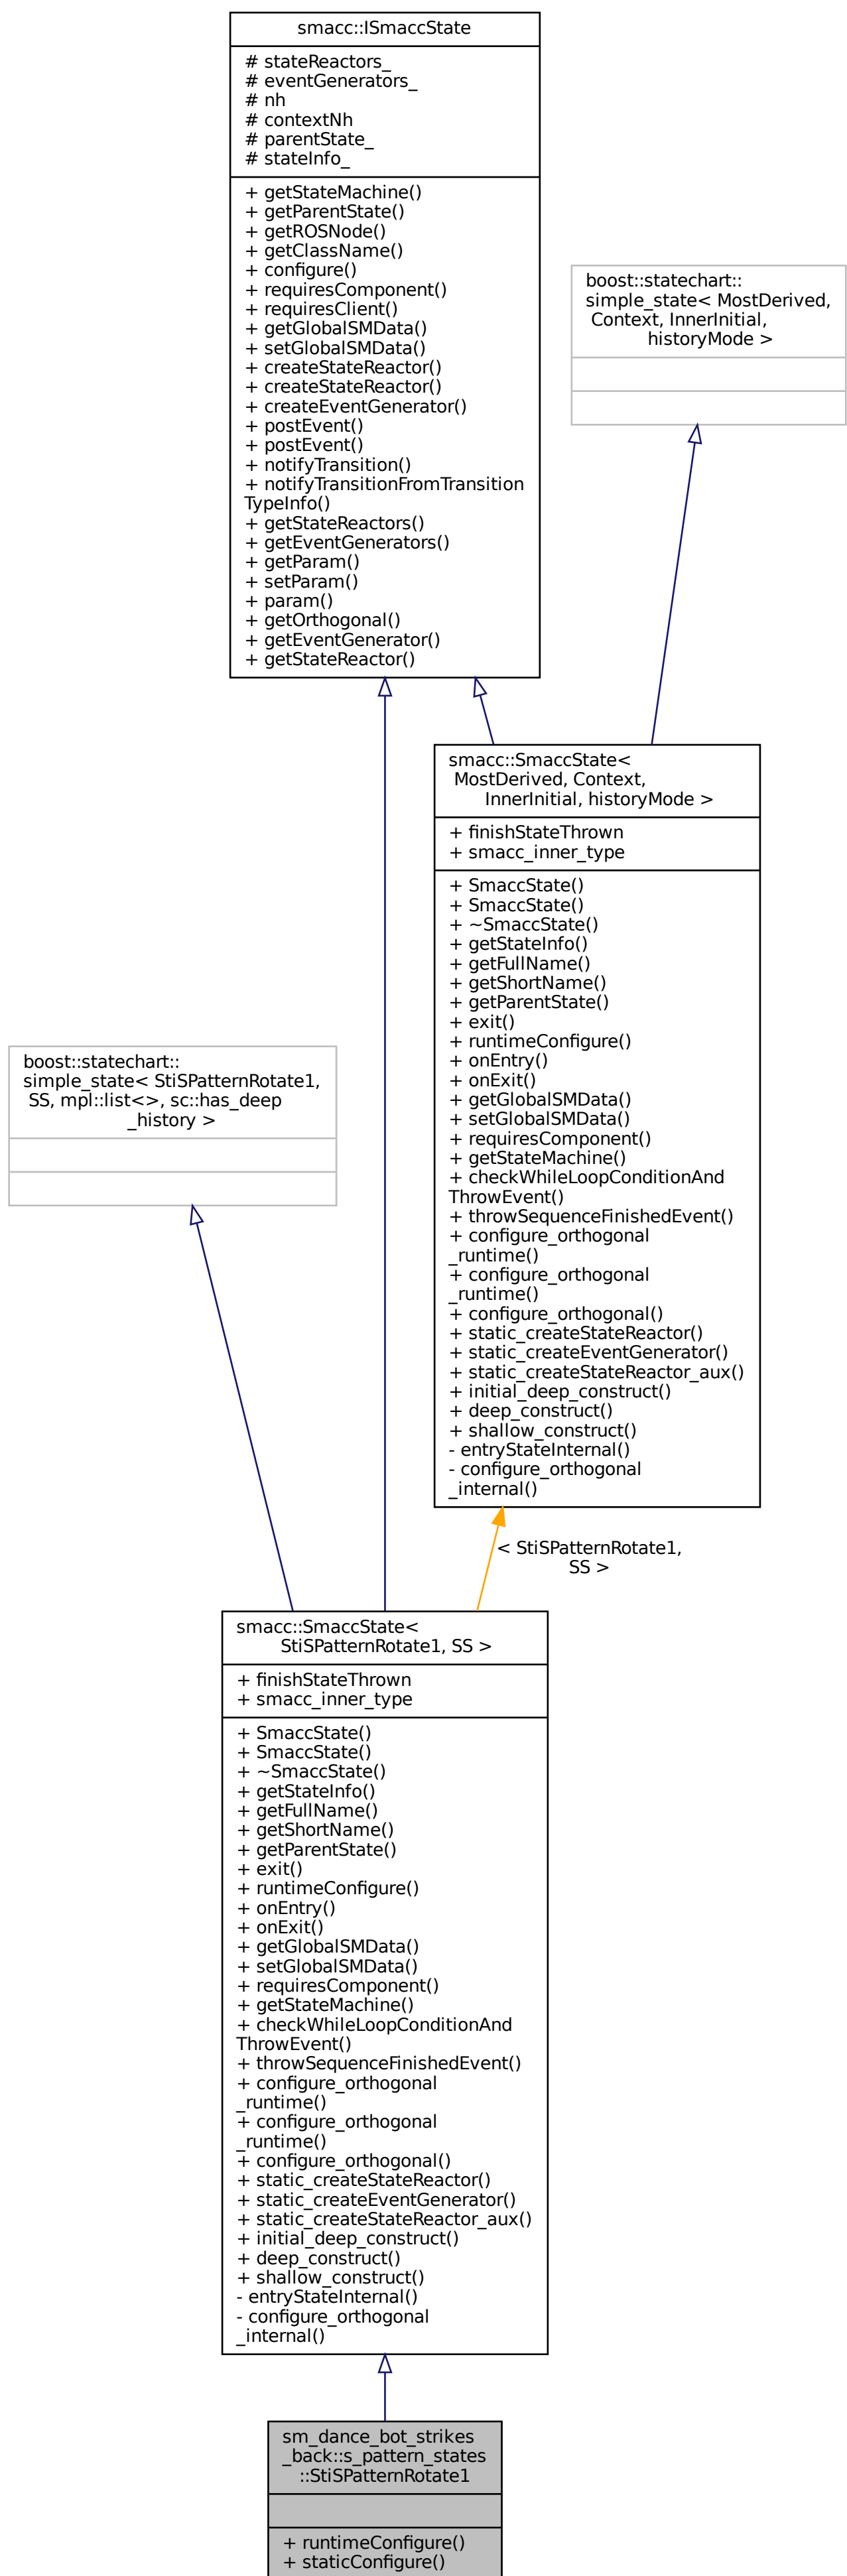 smacc::ISmaccState
# stateReactors_
# eventGenerators_
# nh
# contextNh
# parentState_
# stateInfo_
+ getStateMachine()
+ getParentState()
+ getROSNode()
+ getClassName()
+ configure()
+ requiresComponent()
+ requiresClient()
+ getGlobalSMData()
+ setGlobalSMData()
+ createStateReactor()
+ createStateReactor()
+ createEventGenerator()
+ postEvent()
+ postEvent()
+ notifyTransition()
+ notifyTransitionFromTransition
TypeInfo()
+ getStateReactors()
+ getEventGenerators()
+ getParam()
+ setParam()
+ param()
+ getOrthogonal()
+ getEventGenerator()
+ getStateReactor()
boost::statechart::
simple_state< MostDerived,
Context, InnerInitial,
historyMode >
smacc::SmaccState<
MostDerived, Context,
InnerInitial, historyMode >
+ finishStateThrown
+ smacc_inner_type
+ SmaccState()
+ SmaccState()
+ ~SmaccState()
+ getStateInfo()
+ getFullName()
+ getShortName()
+ getParentState()
+ exit()
+ runtimeConfigure()
+ onEntry()
+ onExit()
+ getGlobalSMData()
+ setGlobalSMData()
+ requiresComponent()
+ getStateMachine()
+ checkWhileLoopConditionAnd
ThrowEvent()
+ throwSequenceFinishedEvent()
+ configure_orthogonal
_runtime()
+ configure_orthogonal
_runtime()
+ configure_orthogonal()
+ static_createStateReactor()
+ static_createEventGenerator()
+ static_createStateReactor_aux()
+ initial_deep_construct()
+ deep_construct()
+ shallow_construct()
- entryStateInternal()
- configure_orthogonal
_internal()
boost::statechart::
simple_state< StiSPatternRotate1,
SS, mpl::list<>, sc::has_deep
_history >
< StiSPatternRotate1,
SS >
smacc::SmaccState<
StiSPatternRotate1, SS >
+ finishStateThrown
+ smacc_inner_type
+ SmaccState()
+ SmaccState()
+ ~SmaccState()
+ getStateInfo()
+ getFullName()
+ getShortName()
+ getParentState()
+ exit()
+ runtimeConfigure()
+ onEntry()
+ onExit()
+ getGlobalSMData()
+ setGlobalSMData()
+ requiresComponent()
+ getStateMachine()
+ checkWhileLoopConditionAnd
ThrowEvent()
+ throwSequenceFinishedEvent()
+ configure_orthogonal
_runtime()
+ configure_orthogonal
_runtime()
+ configure_orthogonal()
+ static_createStateReactor()
+ static_createEventGenerator()
+ static_createStateReactor_aux()
+ initial_deep_construct()
+ deep_construct()
+ shallow_construct()
- entryStateInternal()
- configure_orthogonal
_internal()
sm_dance_bot_strikes
_back::s_pattern_states
::StiSPatternRotate1
+ runtimeConfigure()
+ staticConfigure()